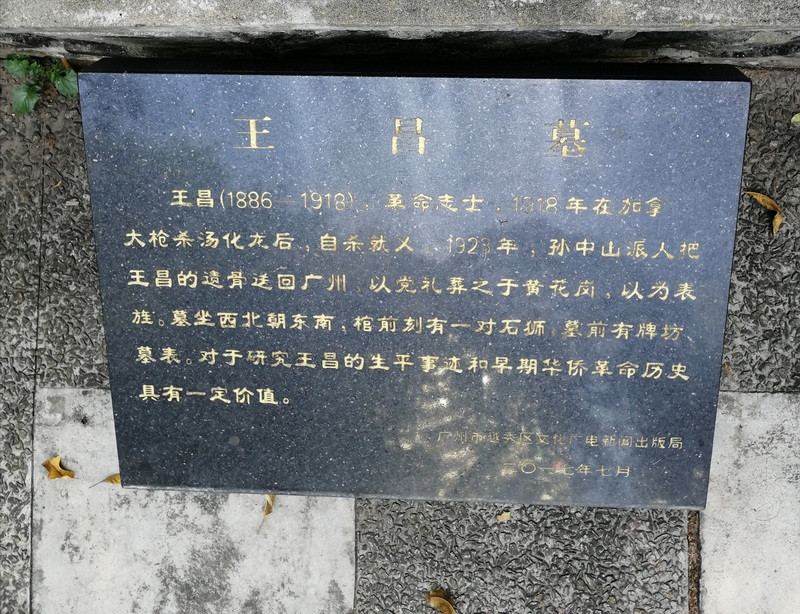 王昌墓
王昌(1886—1918)，革命志士，1918年在加拿
大枪杀汤化龙后，自杀就义。1923年，孙中山派人把
王昌的遗骨送回广州，以党礼葬之于黄花岗，以为表
旌。墓坐西北朝东南，棺前刻有一对石狮，墓前有牌坊、
墓表。对于研究王昌的生平事迹和早期华侨革命历史
具有一定价值。
广州市越秀区文化广电新闻出版局
二〇一七年七月